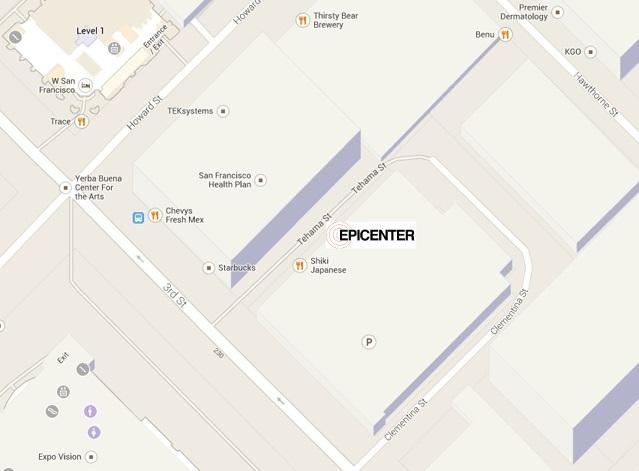 Howard St
Thirsty Bear
Brewery
Premier
Dermatology
Level 1
Entrance
/ Exit
Benu
KGO
W San
Francisco
Hawthorne St
TEKsystems
Howard St
Trace
Yerba Buena
Center For
the Arts
San Francisco
Health Plan
Tehama St
Chevys
Fresh Mex
Tehama St
EPICENTER
Starbucks
Shiki
Japanese
3rd St
Clementina St
P
230
Exit
Clementina St
Expo Vision